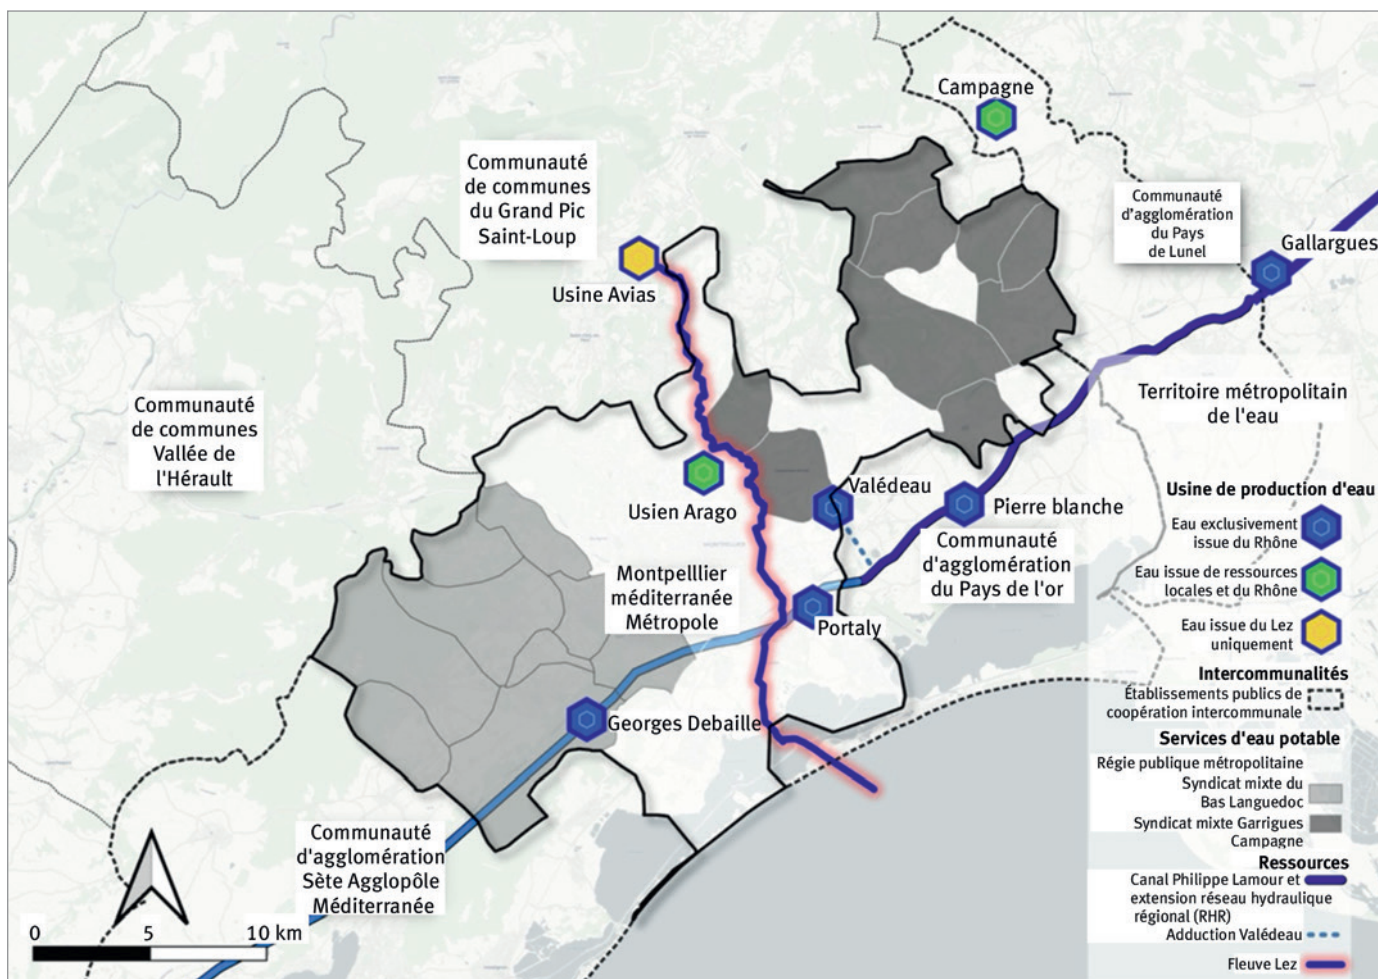 Campagne
Communauté
de communes
du Grand Pic
Saint-Loup
Communauté
d'agglomération
du Pays
de Lunel
Gallargues
Usine Avias
Territoire métropolitain
de l'eau
Communauté
de communes
Vallée de
l'Hérault
Usien Arago
Valédeau
Pierre blanche
Communauté
d'agglomération
du Pays de l'or
Montpelllier
méditerranée
Métropole
Portaly
Georges Debaille
Communauté
d'agglomération
Sète Agglopôle
Méditerranée
0 5 10 km
Usine de production d'eau
Eau exclusivement
issue du Rhône
Eau issue de ressources
locales et du Rhône
Eau issue du Lez
uniquement
Intercommunalités
Établissements publics de
coopération intercommunale
Services d'eau potable
Régie publique métropolitaine
Syndicat mixte du
Bas Languedoc
Syndicat mixte Garrigues
Campagne
Ressources
Canal Philippe Lamour et
extension réseau hydraulique
régional (RHR)
Adduction Valédeau
Fleuve Lez